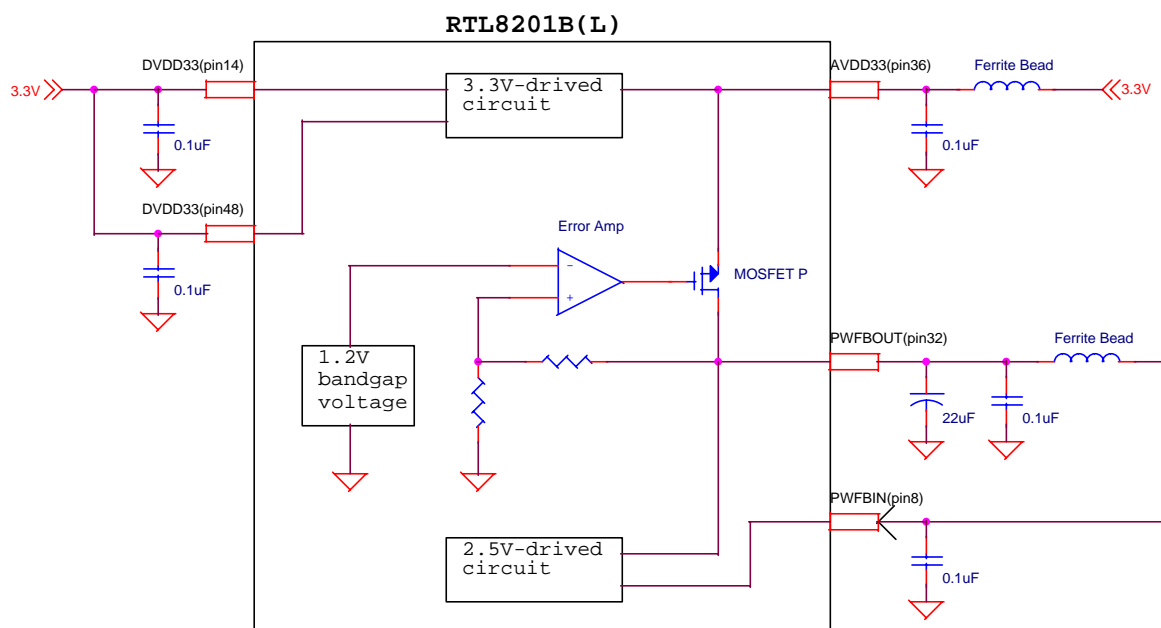 RTL8201B(L)
DVDD33(pin14)
AVDD33(pin36)
Ferrite Bead
3.3V
3.3V-drived
circuit
3.3V
0.1uF
0.1uF
DVDD33(pin48)
Error Amp
MOSFET P
0.1uF
PWFBOUT(pin32)
Ferrite Bead
1.2V
bandgap
voltage
22uF
0.1uF
PWFBIN(pin8)
2.5V-drived
circuit
0.1uF